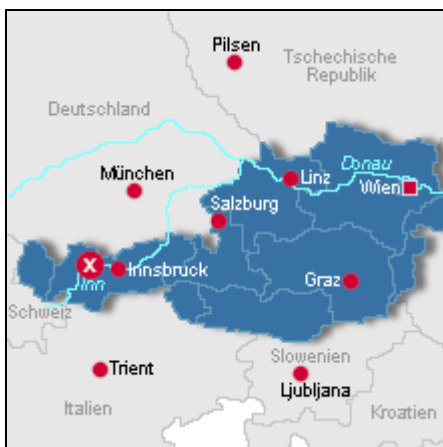 Pilsen
Tschechische
Republik
Deutschland
München
Donau
Linz
Wien
Salzburg
X
Innsbruck
Inn
Graz
Schweiz
Trient
Slowenien
Ljubljana
Italien
Kroatien